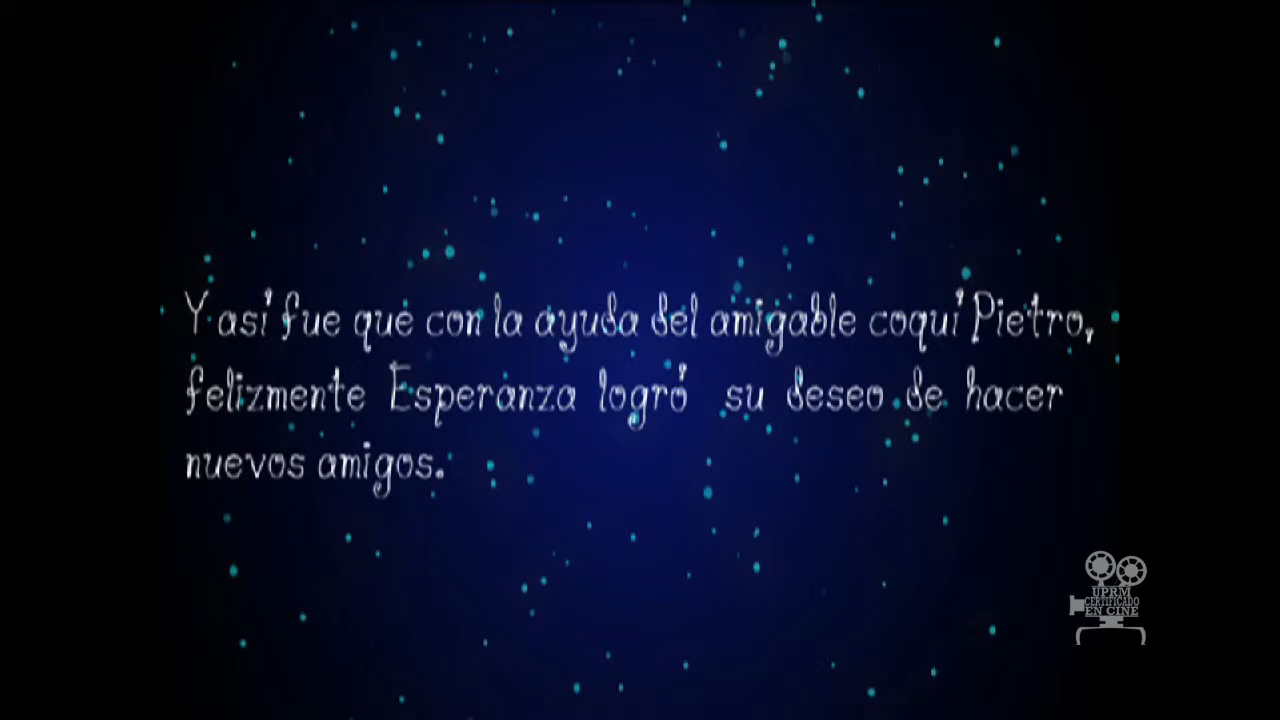 Y así fue que con la ayuda del amigable coquí Pietro,
felizmente Esperanza logró su deseo de hacer
nuevos amigos.
UPRM
CERTIFICADO
EN CINE